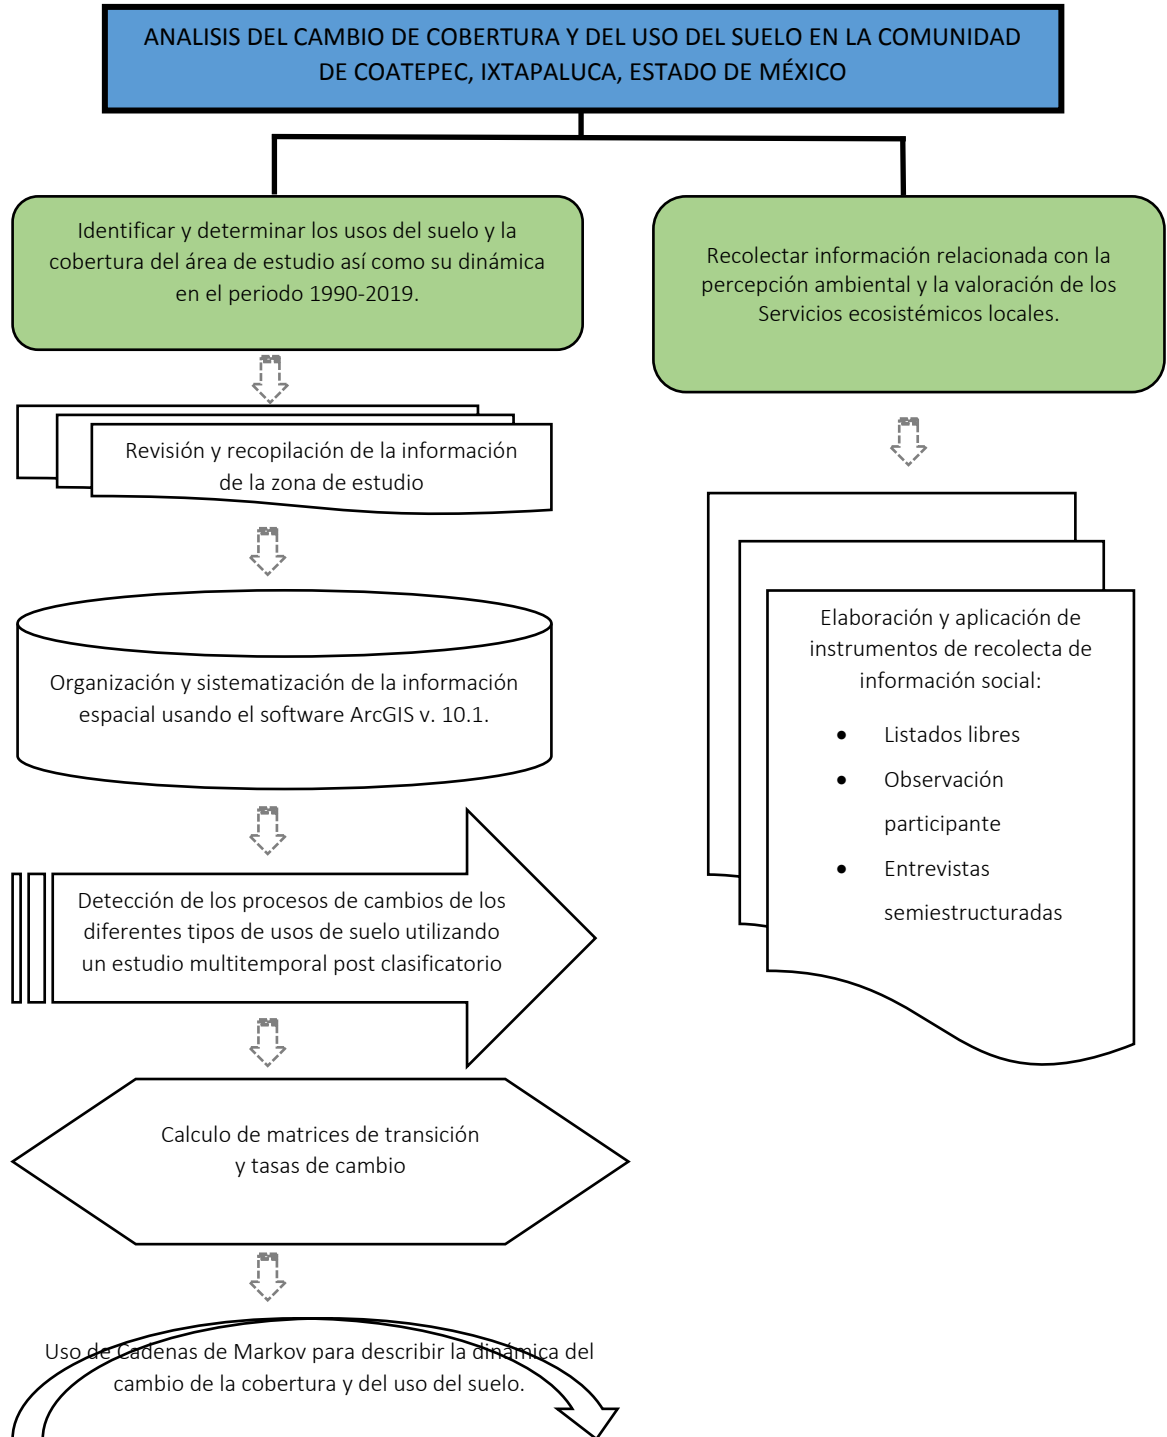 ANALISIS DEL CAMBIO DE COBERTURA Y DEL USO DEL SUELO EN LA COMUNIDAD
DE COATEPEC, IXTAPALUCA, ESTADO DE MÉXICO
Identificar y determinar los usos del suelo y la
cobertura del área de estudio así como su dinámica
en el periodo 1990-2019.
Revisión y recopilación de la información
de la zona de estudio
Organización y sistematización de la información
espacial usando el software ArcGIS v. 10.1.
Detección de los procesos de cambios de los
diferentes tipos de usos de suelo utilizando
un estudio multitemporal post clasificatorio
Calculo de matrices de transición
y tasas de cambio
Uso de Cadenas de Markov para describir la dinámica del
cambio de la cobertura y del uso del suelo.
Recolectar información relacionada con la
percepción ambiental y la valoración de los
Servicios ecosistémicos locales.
Elaboración y aplicación de
instrumentos de recolecta de
información social:
• Listados libres
• Observación
participante
• Entrevistas
semiestructuradas